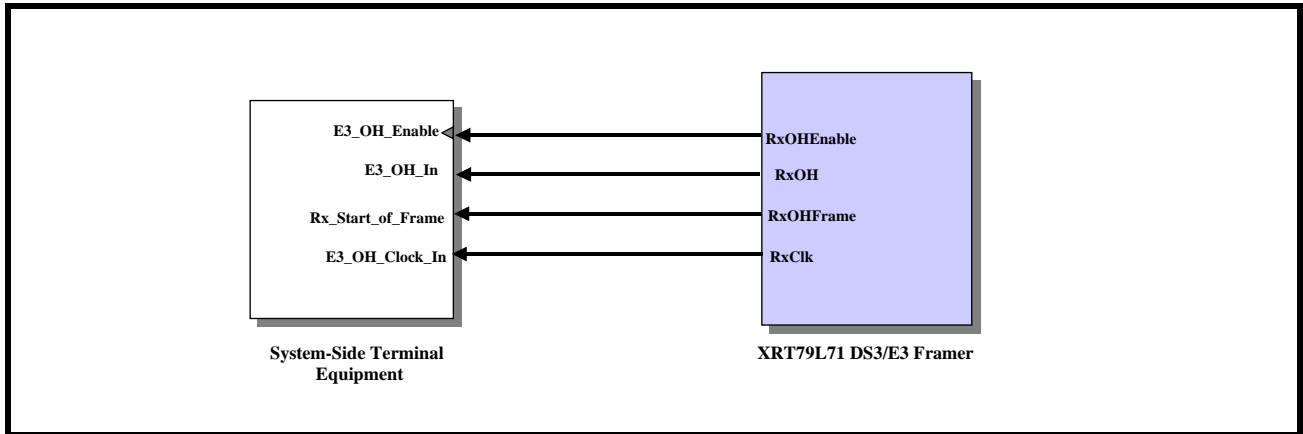 E3_OH_Enable
E3_OH_In
Rx_Start_of_Frame
E3_OH_Clock_In
RxOHEnable
RxOH
RxOHFrame
RxClk
System-Side Terminal
Equipment
XRT79L71 DS3/E3 Framer